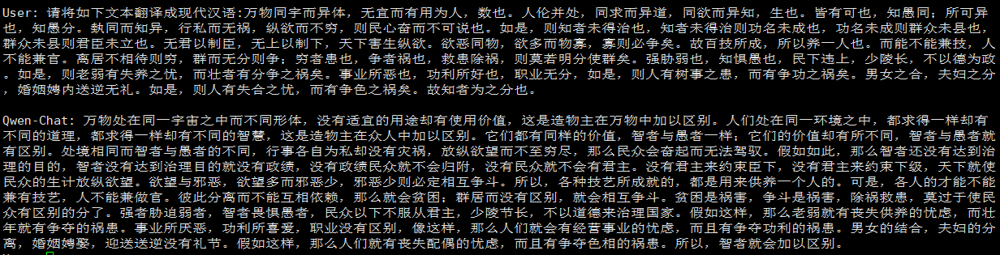 User: 请将如下文本翻译成现代汉语:万物同宇而异体，无宜而有用为人，数也。人伦并处，同求而异道，同欲而异知，生也。皆有可也，知愚同；所可异
也，知愚分。埶同而知异，行私而无祸，纵欲而不穷，则民心奋而不可说也。如是，则知者未得治也，知者未得治则功名未成也，功名未成则群众未县也，
群众未县则君臣未立也。无君以制臣，无上以制下，天下害生纵欲。欲恶同物，欲多而物寡，寡则必争矣。故百技所成，所以养一人也。而能不能兼技，人
不能兼官。离居不相待则穷，群而无分则争；穷者患也，争者祸也，救患除祸，则莫若明分使群矣。强胁弱也，知惧愚也，民下违上，少陵长，不以德为政
。如是，则老弱有失养之忧，而壮者有分争之祸矣。事业所恶也，功利所好也，职业无分，如是，则人有树事之患，而有争功之祸矣。男女之合，夫妇之分
，婚姻娉内送逆无礼。如是，则人有失合之忧，而有争色之祸矣。故知者为之分也。
Qwen-Chat: 万物处在同一宇宙之中而不同形体，没有适宜的用途却有使用价值，这是造物主在万物中加以区别。人们处在同一环境之中，都求得一样却有
不同的道理，都求得一样却有不同的智慧，这是造物主在众人中加以区别。它们都有同样的价值，智者与愚者一样；它们的价值却有所不同，智者与愚者就
有区别。处境相同而智者与愚者的不同，行事各自为私却没有灾祸，放纵欲望而不至穷尽，那么民众会奋起而无法驾驭。假如如此，那么智者还没有达到治
理的目的，智者没有达到治理目的就没有政绩，没有政绩民众就不会归附，没有民众就不会有君主。没有君主来约束臣下，没有君主来约束下级，天下就使
民众的生计放纵欲望。欲望与邪恶，欲望多而邪恶少，邪恶少则必定相互争斗。所以，各种技艺所成就的，都是用来供养一个人的。可是，各人的才能不能
兼有技艺，人不能兼做官。彼此分离而不能互相依赖，那么就会贫困；群居而没有区别，就会相互争斗。贫困是祸害，争斗是祸害，除祸救患，莫过于使民
众有区别的分了。强者胁迫弱者，智者畏惧愚者，民众以下不服从君主，少陵节长，不以道德来治理国家。假如这样，那么老弱就有丧失供养的忧虑，而壮
年就有争夺的祸患。事业所厌恶，功利所喜爱，职业没有区别，像这样，那么人们就会有经营事业的忧虑，而且有争夺功利的祸患。男女的结合，夫妻的分
离，婚姻娉娶，迎送送逆没有礼节。假如这样，那么人们就有丧失配偶的忧虑，而且有争夺色相的祸患。所以，智者就会加以区别。